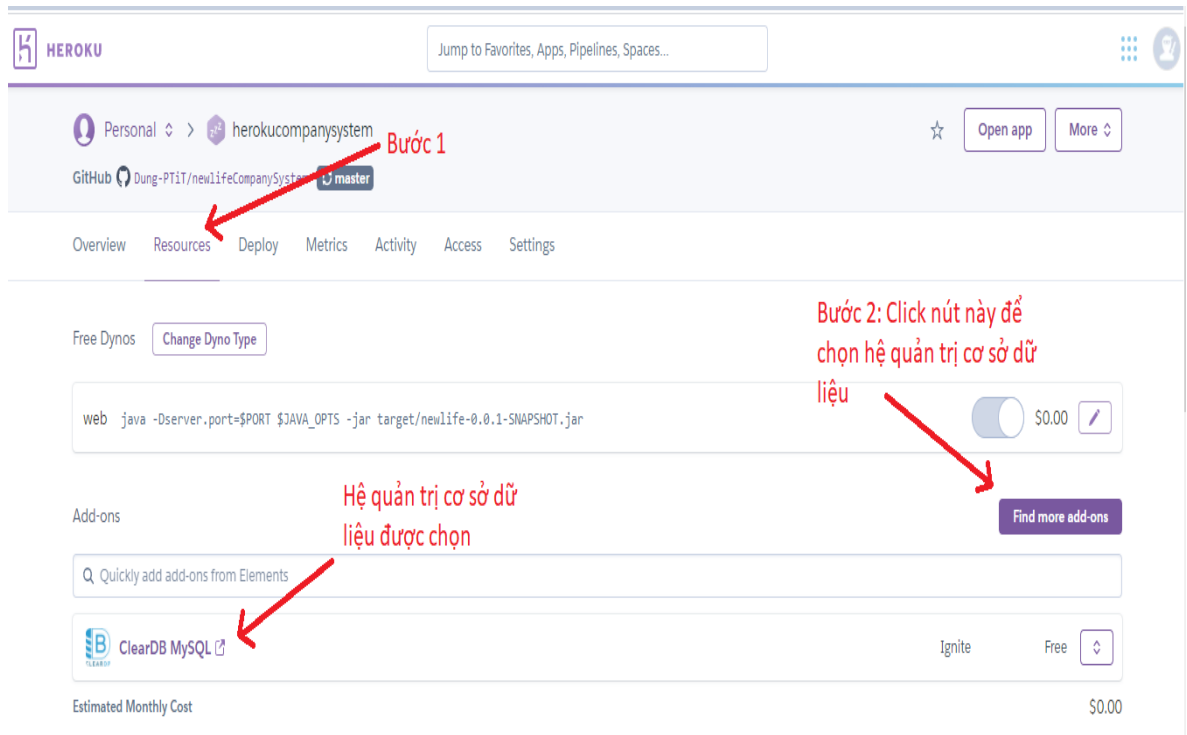 HEROKU
Jump to Favorites, Apps, Pipelines, Spaces...
Personal > herokucompanysystem
Bước 1
Open app
More
GitHub Dung-PTiT/newlifeCompanySystem master
Overview Resources Deploy Metrics Activity Access Settings
Bước 2: Click nút này để
chọn hệ quản trị cơ sở dữ
liệu
Free Dynos Change Dyno Type
web java -Dserver.port=$PORT $JAVA_OPTS -jar target/newlife-0.0.1-SNAPSHOT.jar $0.00
Hệ quản trị cơ sở dữ
liệu được chọn
Add-ons Find more add-ons
Quickly add add-ons from Elements
CLEARDB
ClearDB MySQL Ignite Free
Estimated Monthly Cost $0.00